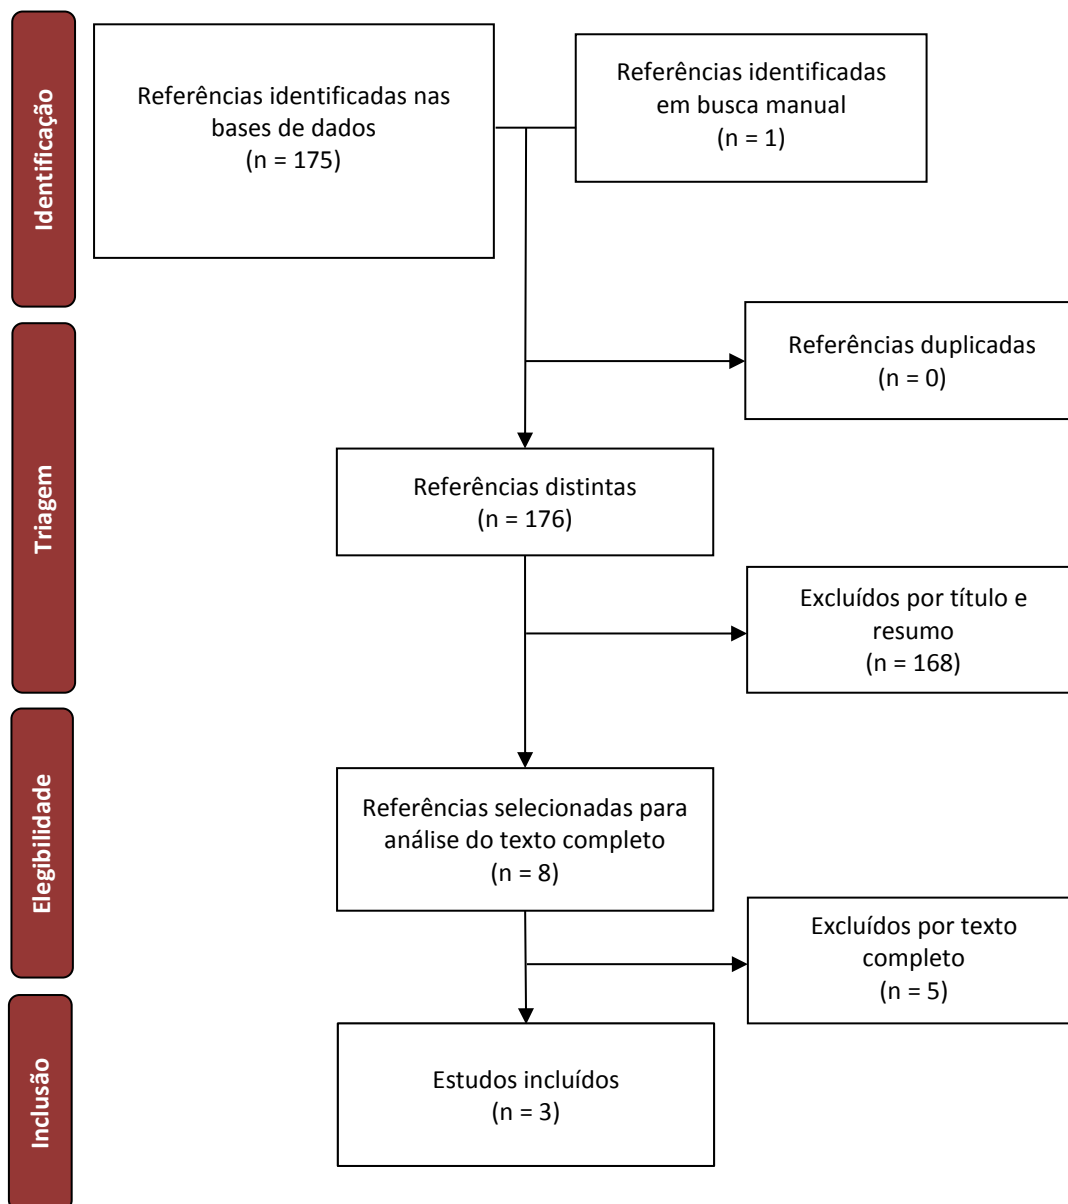 Identificação
Referências identificadas nas
bases de dados
(n = 175)
Referências identificadas
em busca manual
(n = 1)
Triagem
Referências duplicadas
(n = 0)
Referências distintas
(n = 176)
Excluídos por título e
resumo
(n = 168)
Elegibilidade
Referências selecionadas para
análise do texto completo
(n = 8)
Excluídos por texto
completo
(n = 5)
Inclusão
Estudos incluídos
(n = 3)